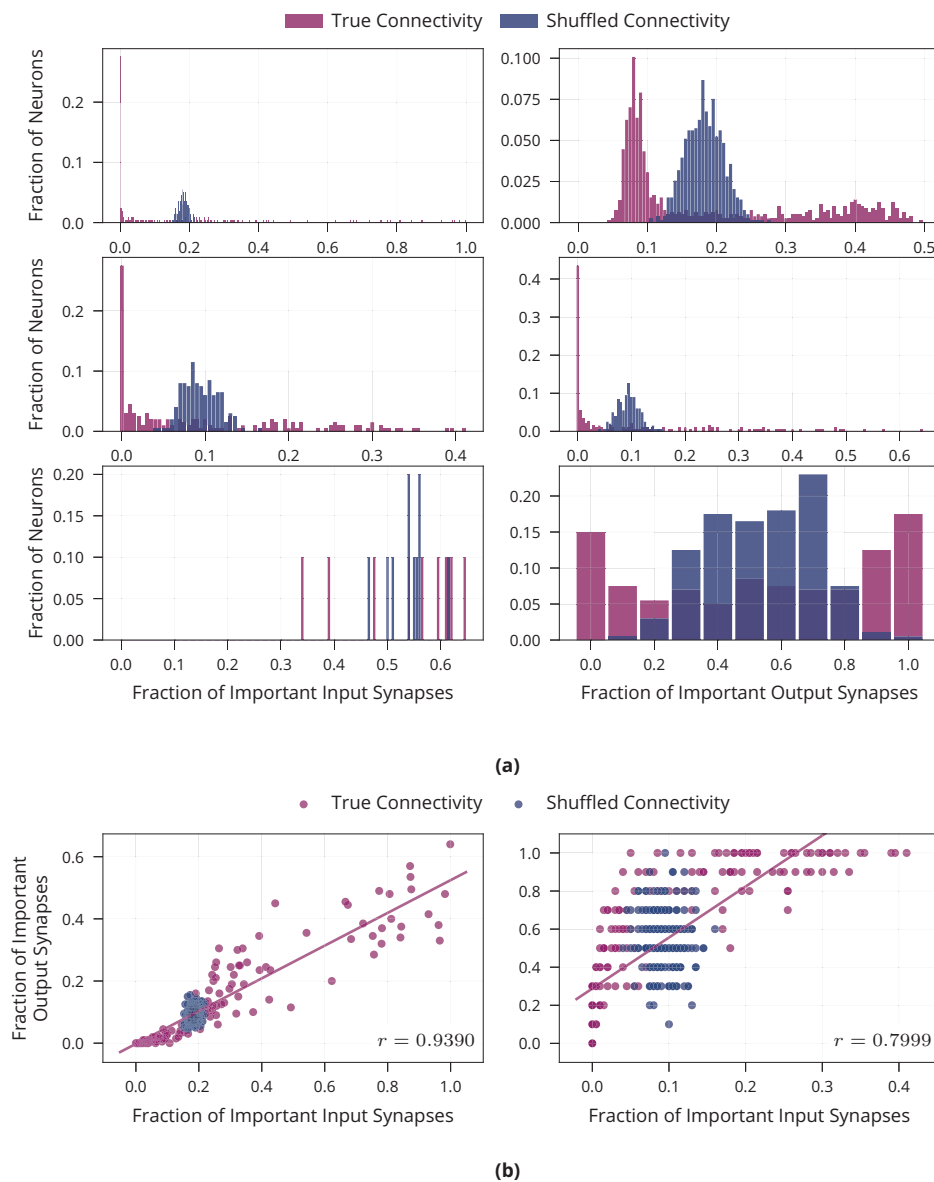 True Connectivity Shuffled Connectivity
Fraction of Neurons
0.2
0.1
0.0
0.0 0.2 0.4 0.6 0.8 1.0
0.100
0.075
0.050
0.025
0.000
0.0 0.1 0.2 0.3 0.4 0.5
Fraction of Neurons
0.2
0.1
0.0
0.0 0.1 0.2 0.3 0.4
0.4
0.3
0.2
0.1
0.0
0.0 0.1 0.2 0.3 0.4 0.5 0.6
Fraction of Neurons
0.20
0.15
0.10
0.05
0.00
0.0 0.1 0.2 0.3 0.4 0.5 0.6
Fraction of Important Input Synapses
0.20
0.15
0.10
0.05
0.00
0.0 0.2 0.4 0.6 0.8 1.0
Fraction of Important Output Synapses
(a)
True Connectivity Shuffled Connectivity
Fraction of Important
Output Synapses
0.6
0.4
0.2
0.0
r = 0.9390
0.0 0.2 0.4 0.6 0.8 1.0
Fraction of Important Input Synapses
1.0
0.8
0.6
0.4
0.2
0.0
r = 0.7999
0.0 0.1 0.2 0.3 0.4
Fraction of Important Input Synapses
(b)